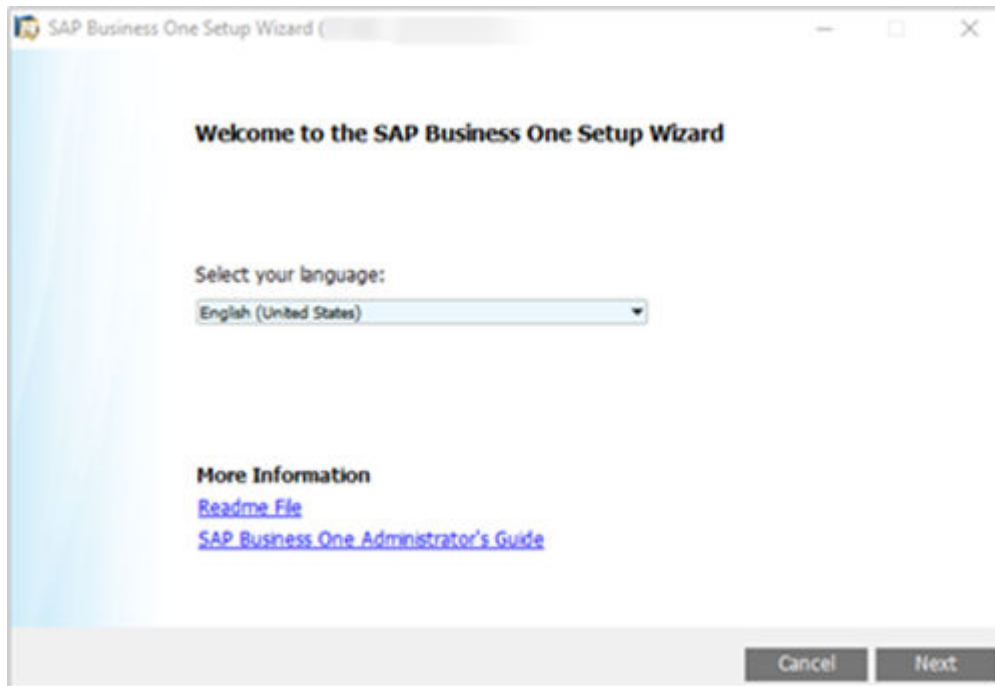 SAP Business One Setup Wizard (
Welcome to the SAP Business One Setup Wizard
Select your language:
English (United States)
More Information
Readme File
SAP Business One Administrator's Guide
Cancel Next